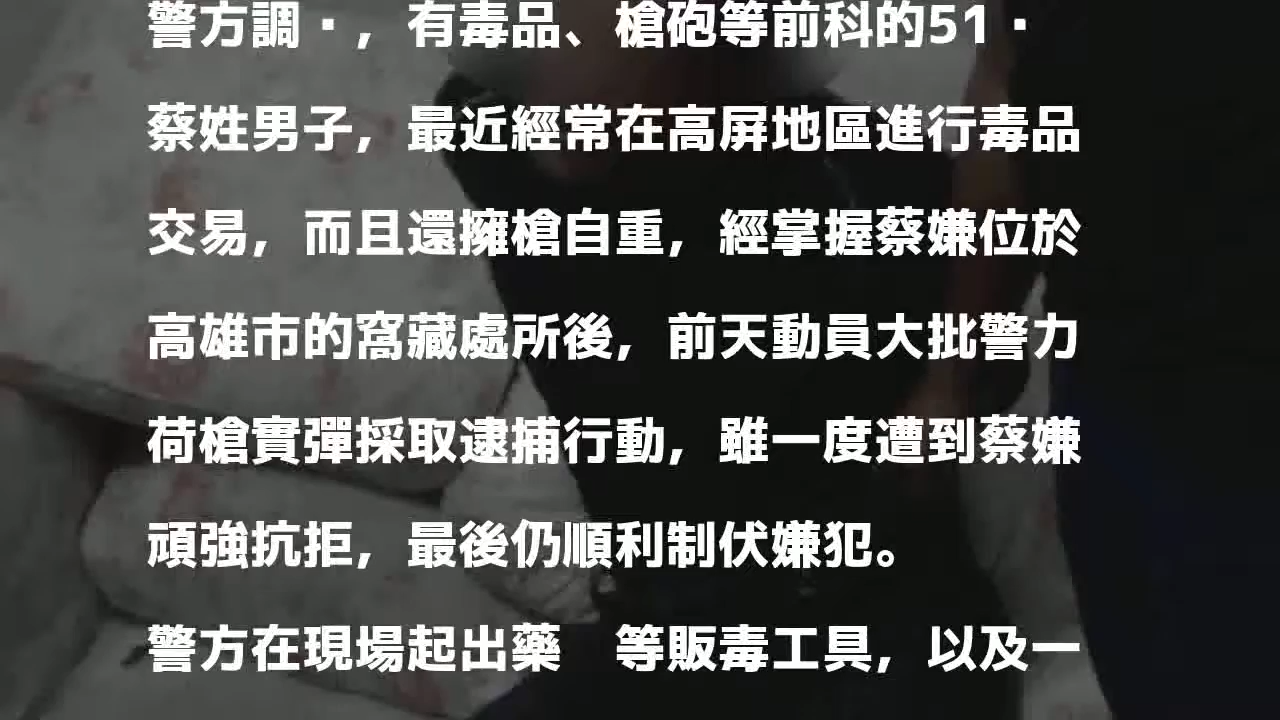 警方調·，有毒品、槍砲等前科的51·
蔡姓男子，最近經常在高屏地區進行毒品
交易，而且還擁槍自重，經掌握蔡嫌位於
高雄市的窩藏處所後，前天動員大批警力
荷槍實彈採取逮捕行動，雖一度遭到蔡嫌
頑強抗拒，最後仍順利制伏嫌犯。
警方在現場起出藥　等販毒工具，以及一